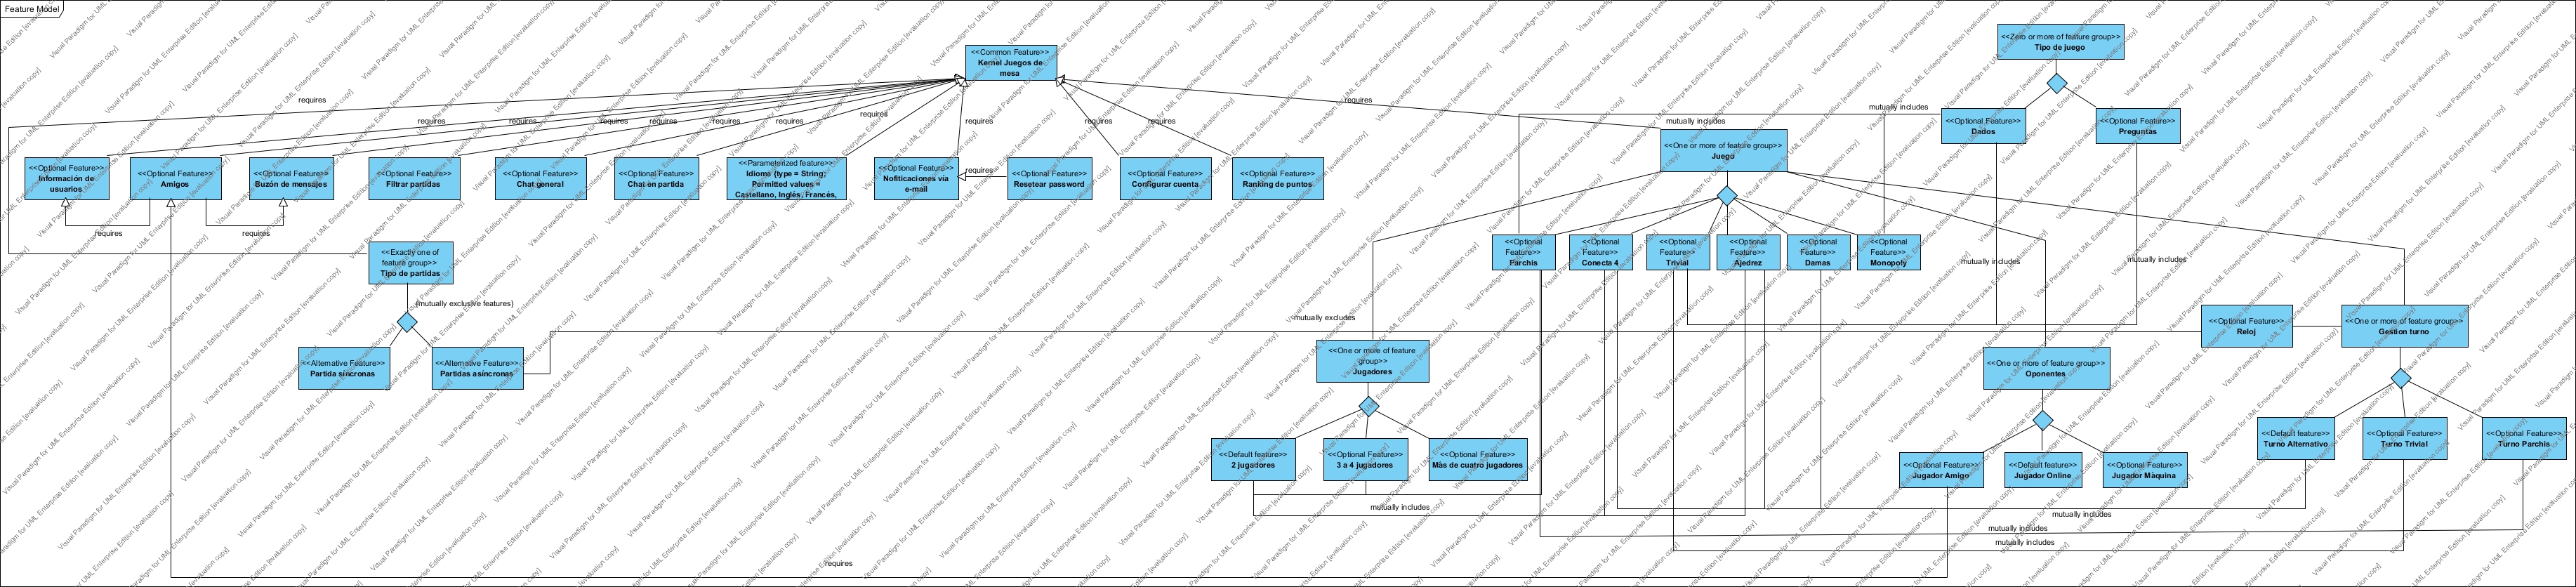 Feature Model
<<Common Feature>>
Kernel Juegos de
mesa
<<Zero or more of feature group>>
Tipo de juego
requires
requires
requires
requires
requires
requires
requires
requires
requires
requires
requires
mutually includes
mutually includes
<<Optional Feature>>
Dados
<<Optional Feature>>
Preguntas
<<One or more of feature group>>
Juego
<<Optional Feature>>
Información de
usuarios
<<Optional Feature>>
Amigos
<<Optional Feature>>
Buzón de mensajes
<<Optional Feature>>
Filtrar partidas
<<Optional Feature>>
Chat general
<<Optional Feature>>
Chat en partida
<<Parameterized feature>>
Idioma {type = String;
Permitted values =
Castellano, Inglés, Francés,
<<Optional Feature>>
Notificaciones vía
e-mail
requires
<<Optional Feature>>
Resetear password
<<Optional Feature>>
Configurar cuenta
<<Optional Feature>>
Ranking de puntos
requires
requires
<<Exactly one of
feature group>>
Tipo de partidas
{mutually exclusive features}
<<Alternative Feature>>
Partida síncronas
<<Alternative Feature>>
Partidas asíncronas
<<Optional
Feature>>
Parchis
<<Optional
Feature>>
Conecta 4
<<Optional
Feature>>
Trivial
<<Optional
Feature>>
Ajedrez
<<Optional
Feature>>
Damas
<<Optional
Feature>>
Monopoly
mutually includes
mutually includes
mutually excludes
<<Optional Feature>>
Reloj
<<One or more of feature group>>
Gestion turno
<<One or more of feature
group>>
Jugadores
<<One or more of feature group>>
Oponentes
<<Default feature>>
2 jugadores
<<Optional Feature>>
3 a 4 jugadores
<<Optional Feature>>
Mas de cuatro jugadores
<<Optional Feature>>
Jugador Amigo
<<Default feature>>
Jugador Online
<<Optional Feature>>
Jugador Máquina
<<Default feature>>
Turno Alternativo
<<Optional Feature>>
Turno Trivial
<<Optional Feature>>
Turno Parchis
mutually includes
mutually includes
mutually includes
mutually includes
requires
Visual Paradigm for UML Enterprise Edition [evaluation copy]